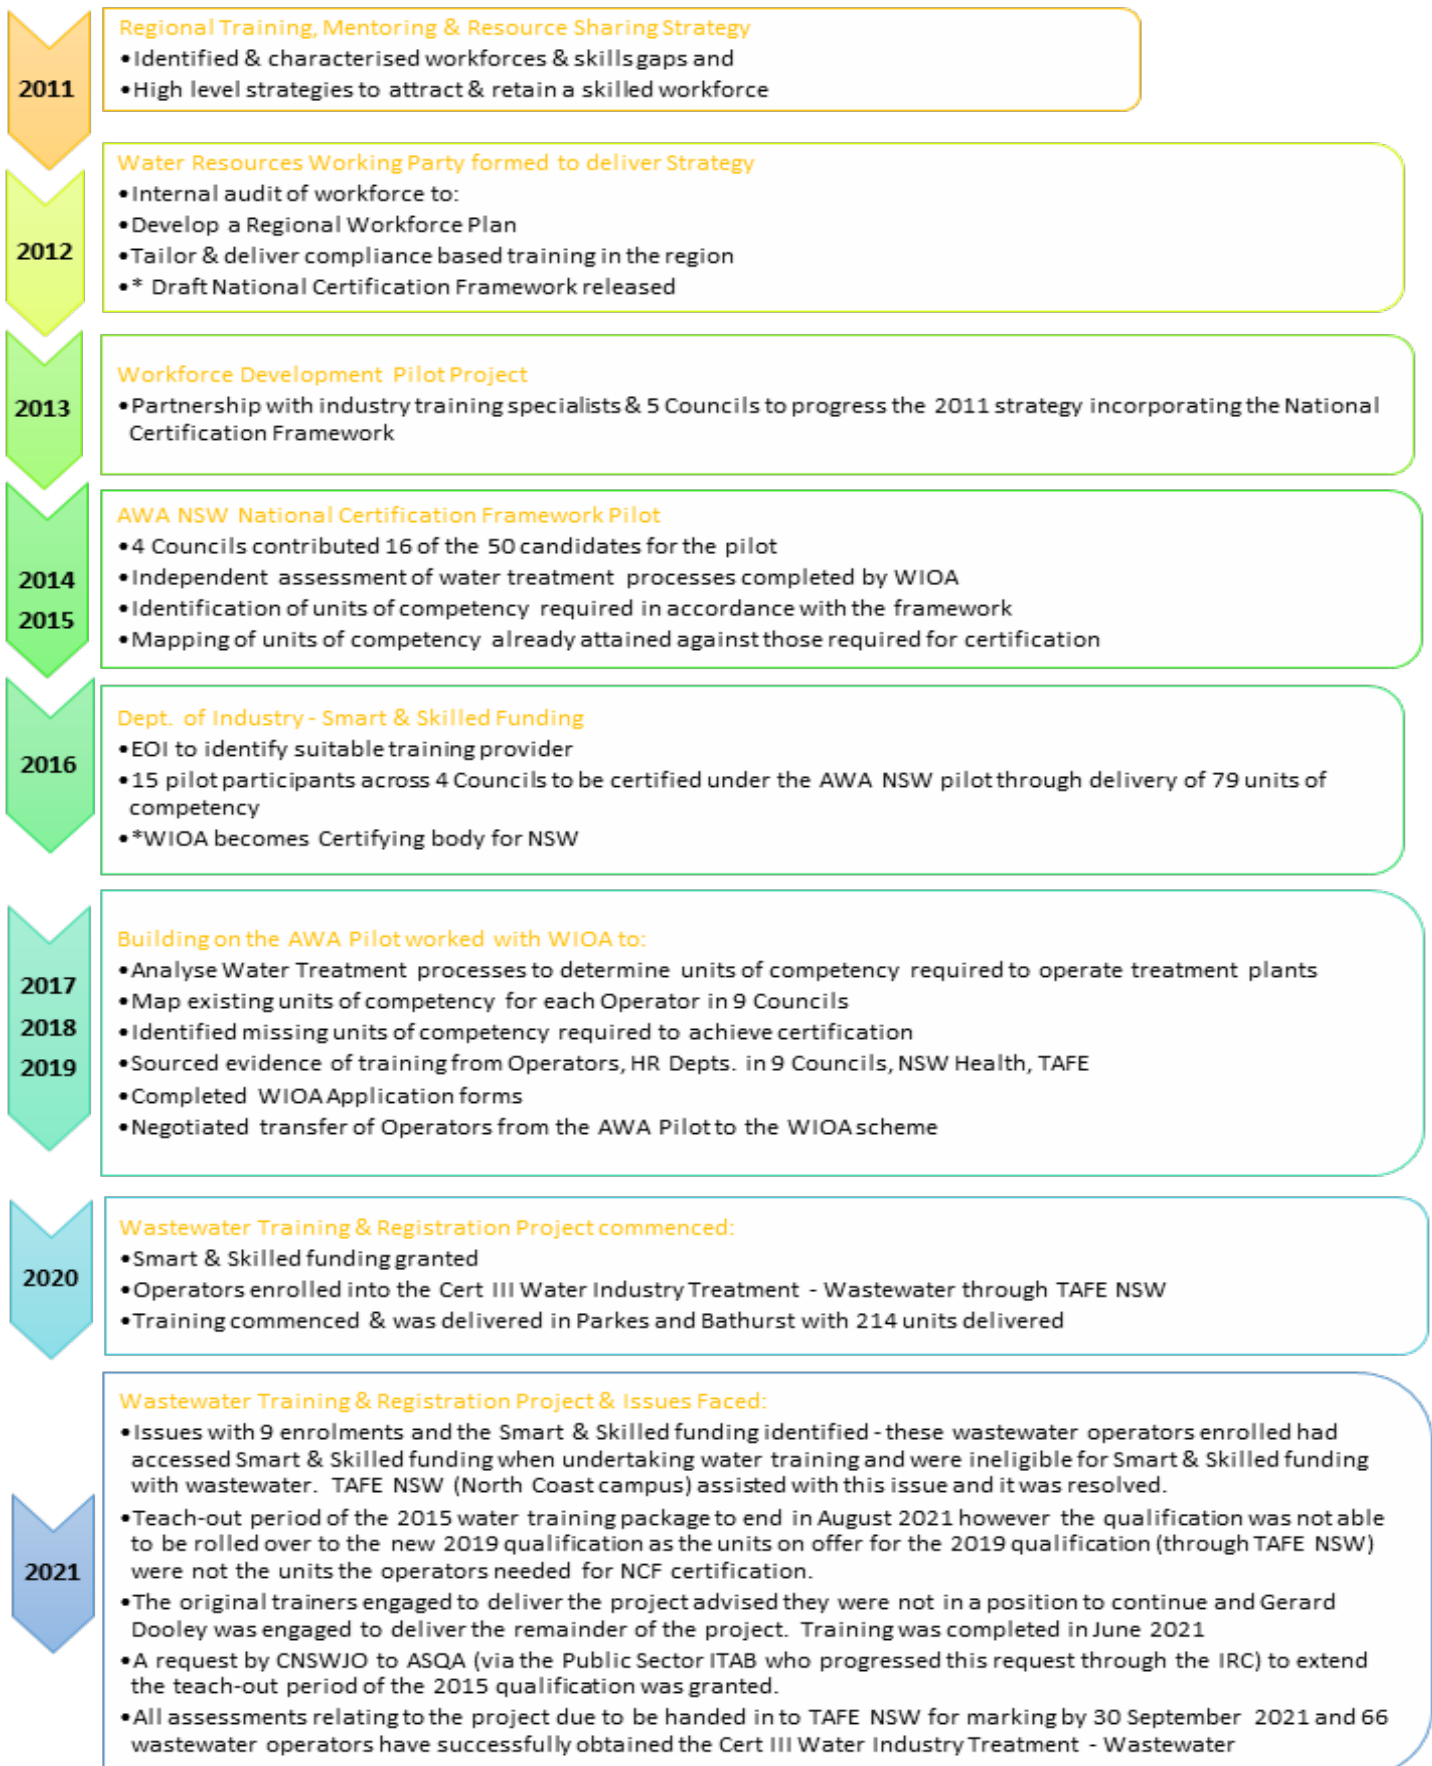 Regional Training, Mentoring & Resource Sharing Strategy
•Identified & characterised workforces & skills gaps and
2011
•High level strategies to attract & retain a skilled workforce
Water Resources Working Party formed to deliver Strategy
•Internal audit of workforce to:
•Develop a Regional Workforce Plan
2012
•Tailor & deliver compliance based training in the region
•* Draft National Certification Framework released
Workforce Development Pilot Project
2013
•Partnership with industry training specialists & 5 Councils to progress the 2011 strategy incorporating the National
Certification Framework
AWA NSW National Certification Framework Pilot
•4 Councils contributed 16 of the 50 candidates for the pilot
2014
•Independent assessment of water treatment processes completed by WIOA
•Identification of units of competency required in accordance with the framework
2015
•Mapping of units of competency already attained against those required for certification
Dept. of Industry - Smart & Skilled Funding
•EOI to identify suitable training provider
2016
•15 pilot participants across 4 Councils to be certified under the AWA NSW pilot through delivery of 79 units of
competency
•*WIOA becomes Certifying body for NSW
Building on the AWA Pilot worked with WIOA to:
•Analyse Water Treatment processes to determine units of competency required to operate treatment plants
2017
•Map existing units of competency for each Operator in 9 Councils
2018
•Identified missing units of competency required to achieve certification
2019
•Sourced evidence of training from Operators, HR Depts. in 9 Councils, NSW Health, TAFE
•Completed WIOA Application forms
•Negotiated transfer of Operators from the AWA Pilot to the WIOA scheme
Wastewater Training & Registration Project commenced:
•Smart & Skilled funding granted
2020
•Operators enrolled into the Cert III Water Industry Treatment - Wastewater through TAFE NSW
•Training commenced & was delivered in Parkes and Bathurst with 214 units delivered
Wastewater Training & Registration Project & Issues Faced:
•Issues with 9 enrolments and the Smart & Skilled funding identified - these wastewater operators enrolled had
accessed Smart & Skilled funding when undertaking water training and were ineligible for Smart & Skilled funding
with wastewater. TAFE NSW (North Coast campus) assisted with this issue and it was resolved.
•Teach-out period of the 2015 water training package to end in August 2021 however the qualification was not able
to be rolled over to the new 2019 qualification as the units on offer for the 2019 qualification (through TAFE NSW)
2021
were not the units the operators needed for NCF certification.
•The original trainers engaged to deliver the project advised they were not in a position to continue and Gerard
Dooley was engaged to deliver the remainder of the project. Training was completed in June 2021
•A request by CNSWJO to ASQA (via the Public Sector ITAB who progressed this request through the IRC) to extend
the teach-out period of the 2015 qualification was granted.
•All assessments relating to the project due to be handed in to TAFE NSW for marking by 30 September 2021 and 66
wastewater operators have successfully obtained the Cert III Water Industry Treatment - Wastewater